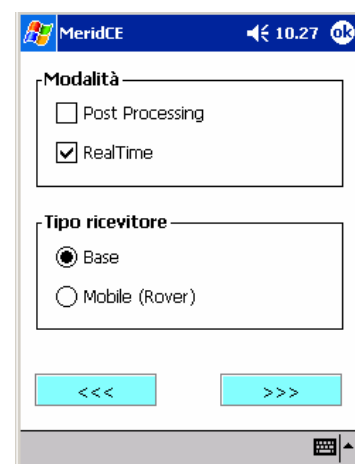 MeridCE 10.27 ok
Modalità
Post Processing
RealTime
Tipo ricevitore
Base
Mobile (Rover)
<<< >>>